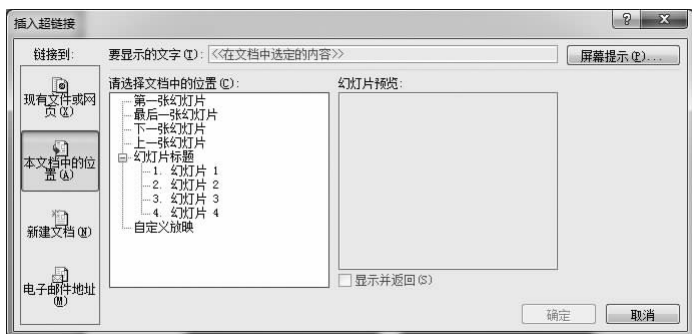 插入超链接
链接到:
要显示的文字(T): <<在文档中选定的内容>>
屏幕提示(P)...
现有文件或网
页(X)
本文档中的位
置(A)
新建文档(N)
电子邮件地址
(M)
请选择文档中的位置(C):
第一张幻灯片
最后一张幻灯片
下一张幻灯片
上一张幻灯片
幻灯片标题
1. 幻灯片 1
2. 幻灯片 2
3. 幻灯片 3
4. 幻灯片 4
自定义放映
幻灯片预览:
显示并返回(S)
确定
取消